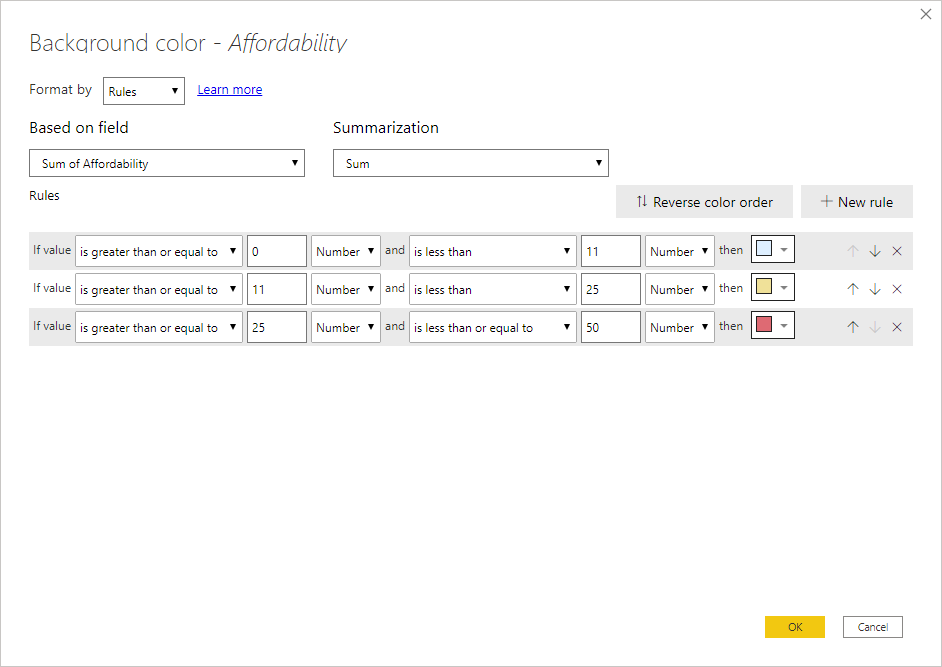 Background color - Affordability
Format by Rules Learn more
Based on field Summarization
Sum of Affordability Sum
Rules
Reverse color order New rule
If value is greater than or equal to 0 Number and is less than 11 Number then
If value is greater than or equal to 11 Number and is less than 25 Number then
If value is greater than or equal to 25 Number and is less than or equal to 50 Number then
OK Cancel